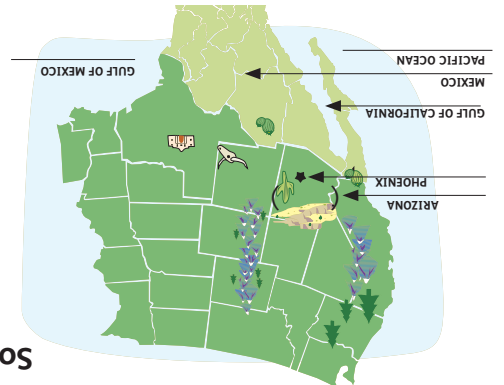 So
ARIZONA
PHOENIX
GULF OF CALIFORNIA
MEXICO
PACIFIC OCEAN
GULF OF MEXICO